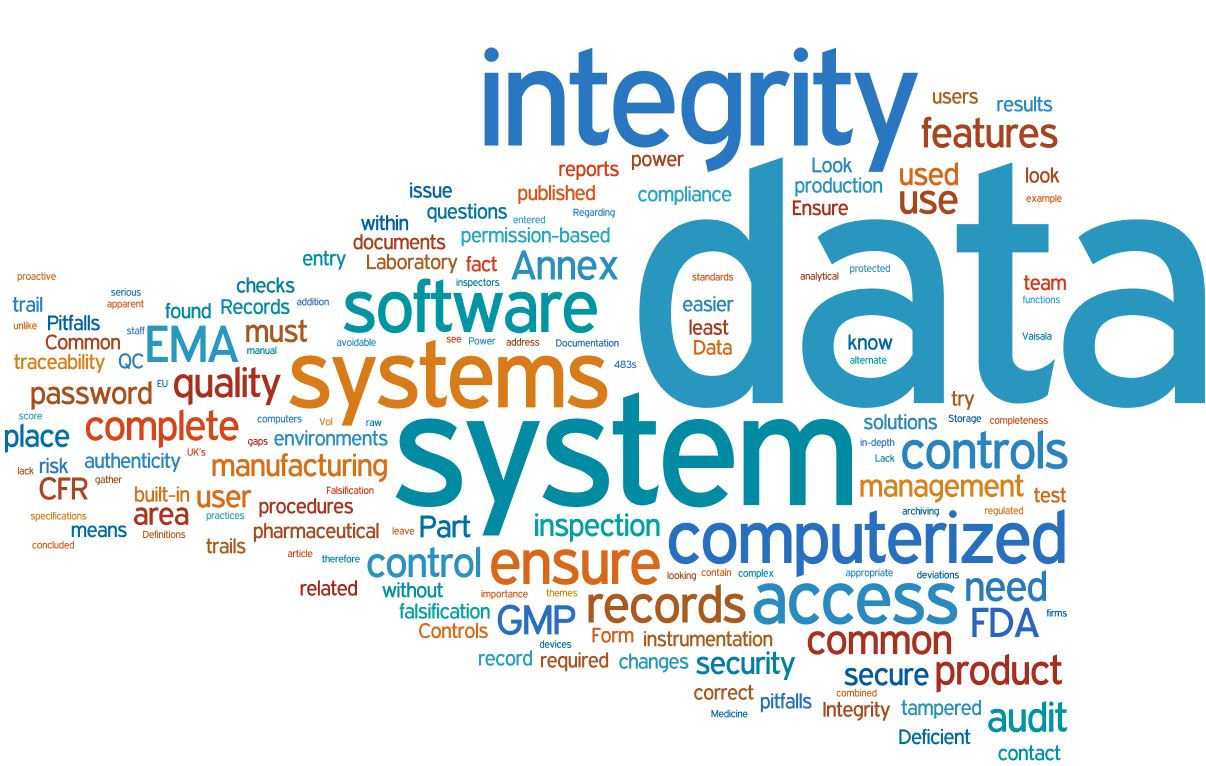 integrity
users
results
features
reports
power
Look
used
look
issue
published
compliance
production
use
example
questions
Regarding
Ensure
within
entered
data
documents
permission-based
entry
Laboratory
fact
Annex
standards
analytical
protected
team
proactive
checks
inspectors
functions
serious
trail
apparent
found
Records
addition
software
easier
unlike
Pitfalls
staff
EMA
must
least
Common
manual
avoidable
see
Power
address
Documentation
Data
know
Vaisala
traceability
QC
systems
483s
alternate
password
EU
quality
try
score
computers
Vol
raw
system
solutions
Storage
completeness
place
complete
gaps
environments
in-depth
controls
lack
risk
authenticity
UK's
manufacturing
Lack
CFR
gather
built-in
user
Falsification
management
test
specifications
area
practices
procedures
archiving
regulated
means
Definitions
pharmaceutical
leave
Part
inspection
computerized
concluded
trails
article
therefore
control
ensure
looking
contain
complex
appropriate
deviations
need
related
without
importance
themes
records
access
falsification
GMP
FDA
firms
Controls
devices
Form
instrumentation
common
record
required
changes
security
secure
product
correct
pitfalls
combined
Integrity
tampered
audit
Medicine
Deficient
contact